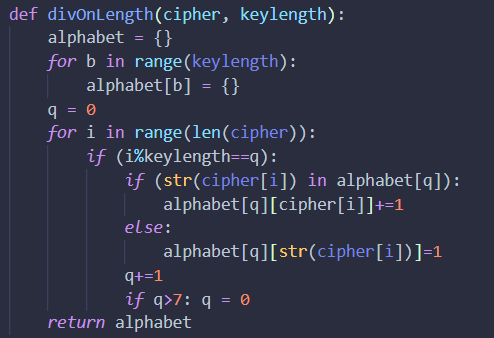 def divOnLength(cipher, keylength):
    alphabet = {}
    for b in range(keylength):
        alphabet[b] = {}
    q = 0
    for i in range(len(cipher)):
        if (i%keylength==q):
            if (str(cipher[i]) in alphabet[q]):
                alphabet[q][cipher[i]]+=1
            else:
                alphabet[q][str(cipher[i])]=1
            q+=1
            if q>7: q = 0
    return alphabet